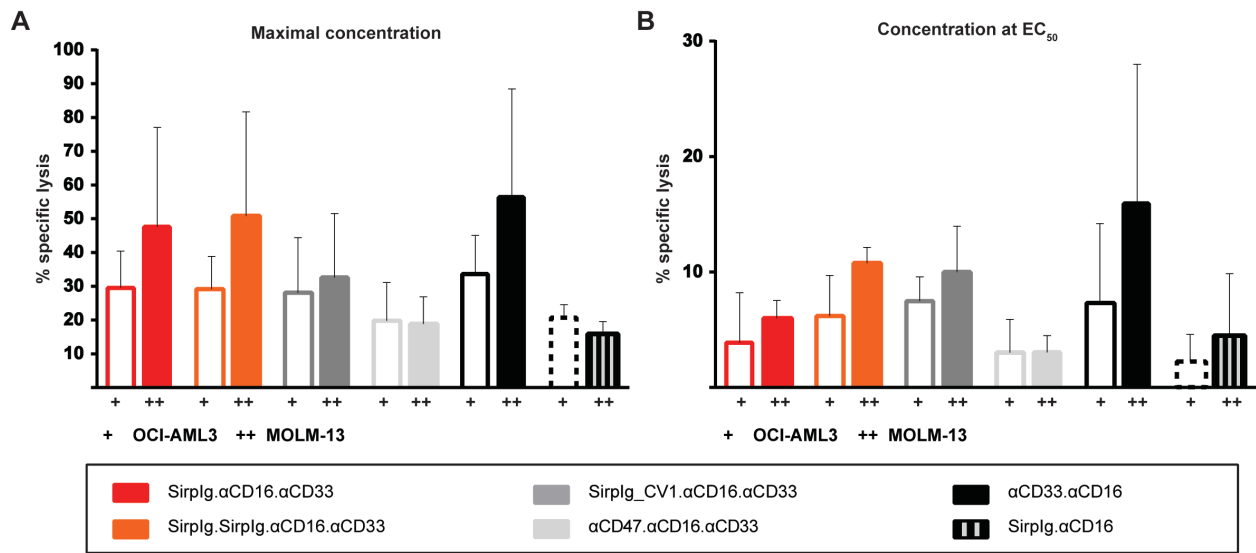 A
Maximal concentration
% specific lysis
100
90
80
70
60
50
40
30
20
10
+ ++ + ++ + ++ + ++ + ++ + ++
+ OCI-AML3 ++ MOLM-13
B
Concentration at EC50
% specific lysis
30
20
10
+ ++ + ++ + ++ + ++ + ++ + ++
+ OCI-AML3 ++ MOLM-13
SirpIg.αCD16.αCD33
SirpIg.SirpIg.αCD16.αCD33
SirpIg_CV1.αCD16.αCD33
αCD47.αCD16.αCD33
αCD33.αCD16
SirpIg.αCD16